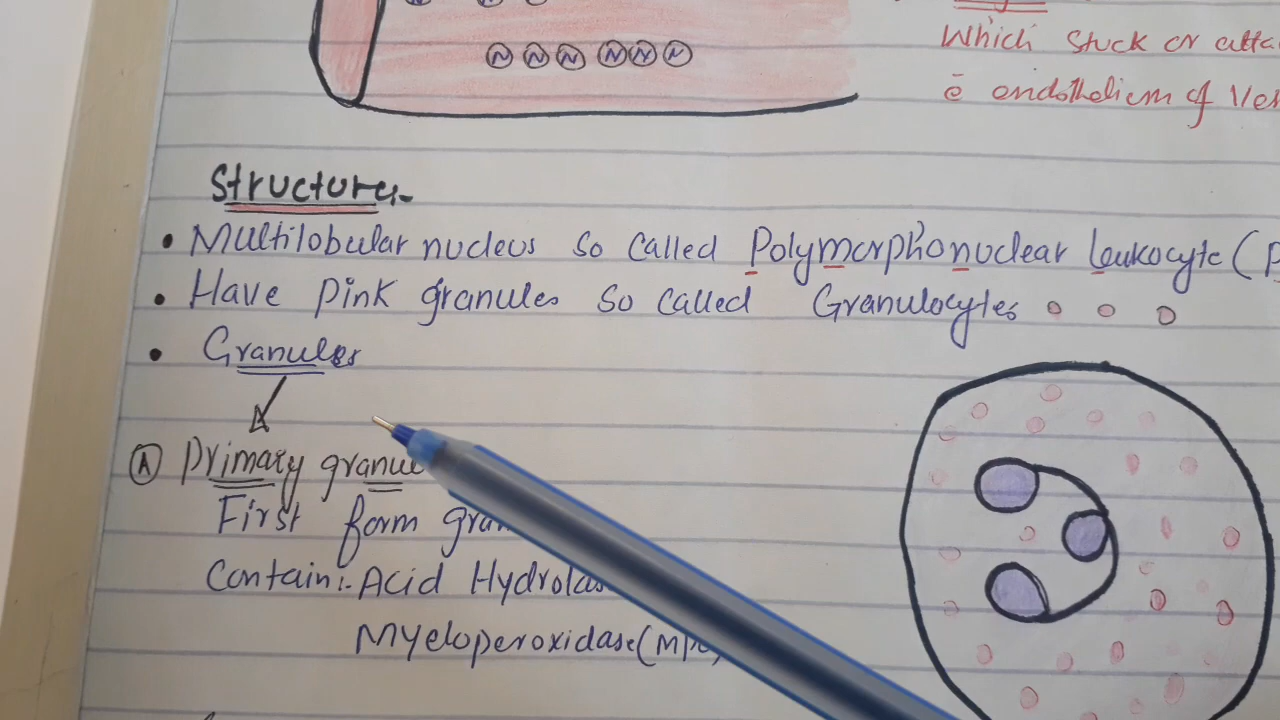 Which stuck or
ē endothelium of
N N N N N N
Structure-
• Multilobular nucleus so called Polymorphonuclear Leukocyte (
• Have pink granules so called Granulocytes
• Granules
Ⓐ Primary
First form
Contain:- Acid
Myeloperoxidase